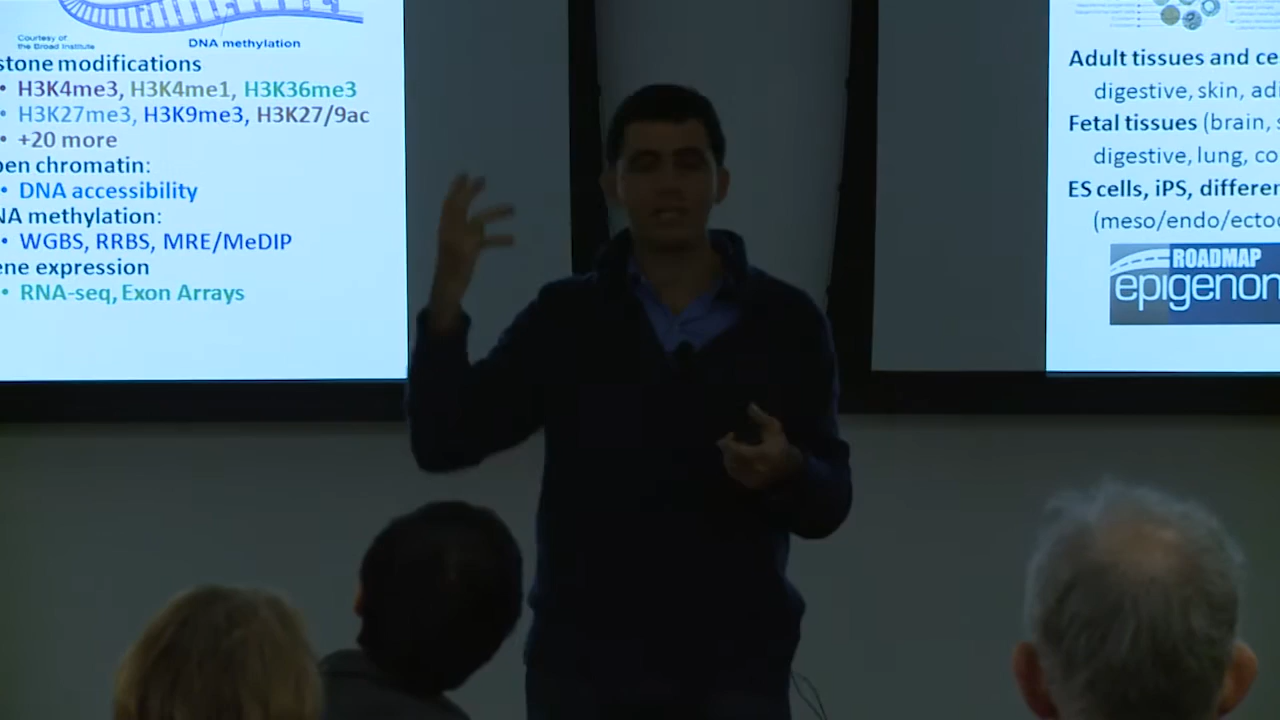 Courtesy of
the Broad Institute
DNA methylation
stone modifications
• H3K4me3, H3K4me1, H3K36me3
• H3K27me3, H3K9me3, H3K27/9ac
• +20 more
pen chromatin:
• DNA accessibility
NA methylation:
• WGBS, RRBS, MRE/MeDIP
ene expression
• RNA-seq, Exon Arrays
Adult tissues and ce
digestive, skin, adi
Fetal tissues (brain, s
digestive, lung, co
ES cells, iPS, differen
(meso/endo/ectod
ROADMAP
epigenom